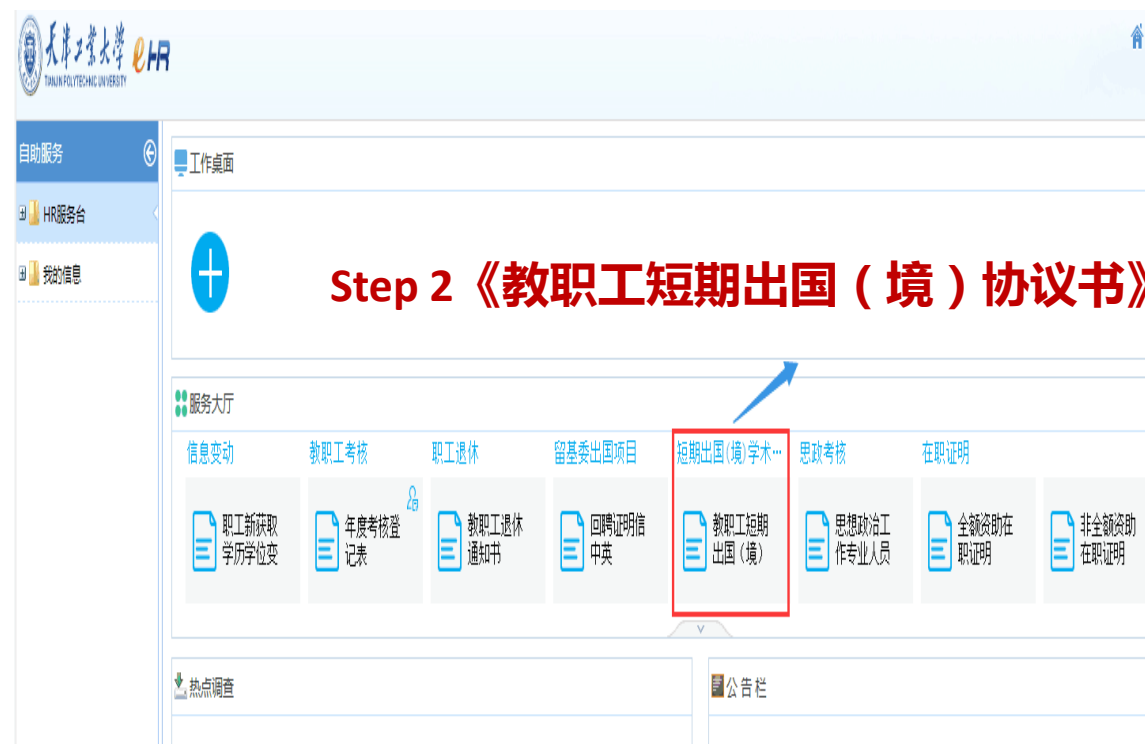 天津工業大學 eHR
TIANJIN POLYTECHNIC UNIVERSITY
自助服务
HR服务台
我的信息
工作桌面
Step 2《教职工短期出国（境）协议书》
服务大厅
信息变动
教职工考核
职工退休
留基委出国项目
短期出国(境)学术…
思政考核
在职证明
职工新获取
学历学位变
年度考核登
记表
教职工退休
通知书
回聘证明信
中英
教职工短期
出国（境）
思想政治工
作专业人员
全额资助在
职证明
非全额资助
在职证明
热点调查
公告栏